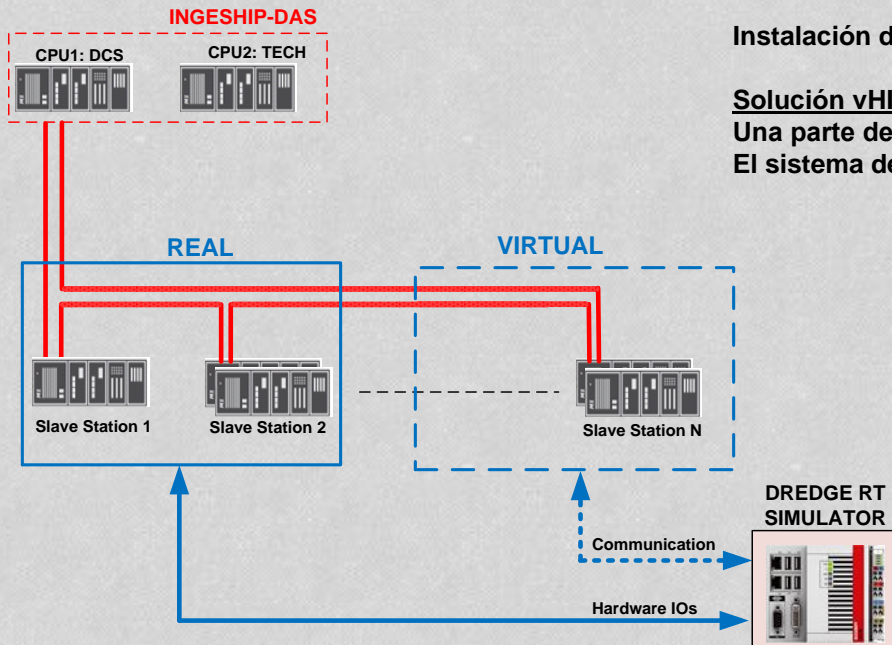 INGESHIP-DAS
CPU1: DCS
CPU2: TECH
Instalación d
Solución vHI
Una parte de
El sistema de
REAL
VIRTUAL
Slave Station 1
Slave Station 2
Slave Station N
DREDGE RT
SIMULATOR
Communication
Hardware IOs